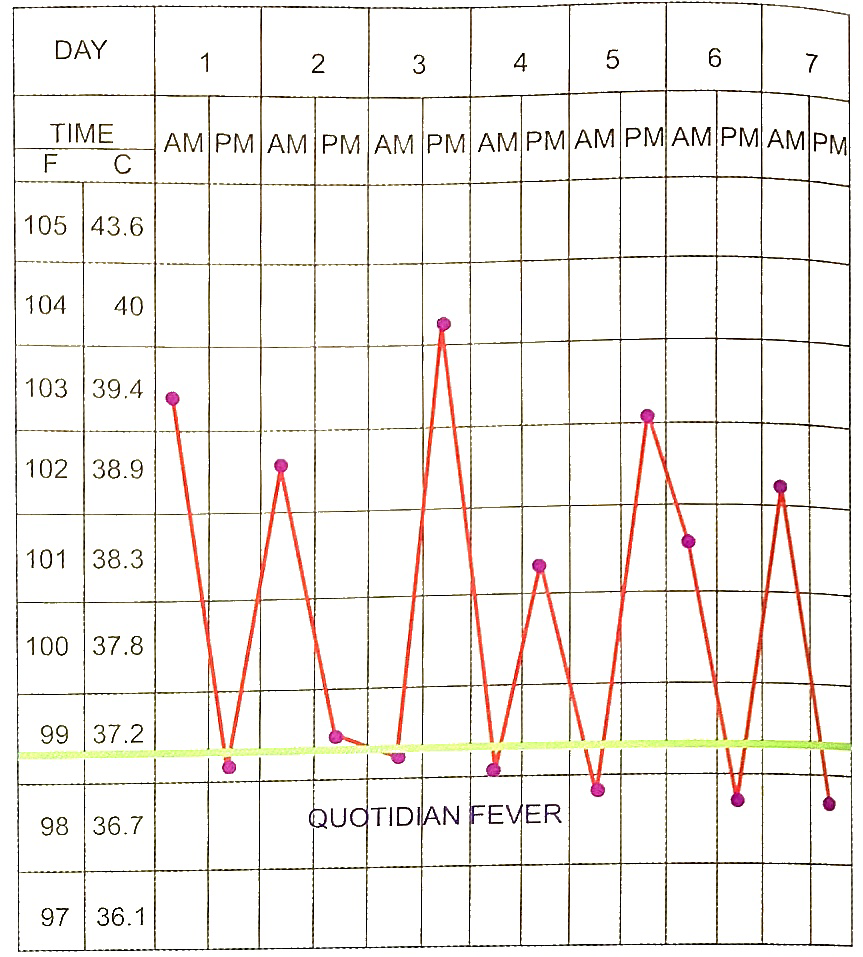 DAY 1 2 3 4 5 6 7
TIME AM PM AM PM AM PM AM PM AM PM AM PM AM PM
F C
105 43.6
104 40
103 39.4
102 38.9
101 38.3
100 37.8
99 37.2
98 36.7
QUOTIDIAN FEVER
97 36.1